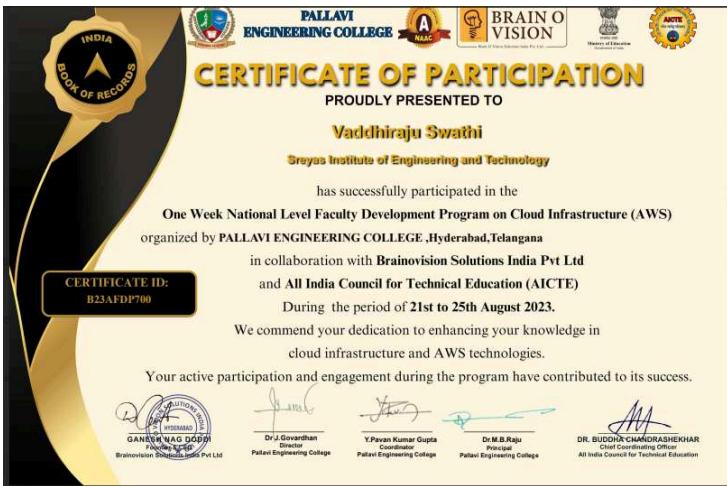 PALLAVI
ENGINEERING COLLEGE
NAAC
BRAIN O
VISION
Ministry of Education
AICTE
INDIA
BOOK OF RECORDS
CERTIFICATE OF PARTICIPATION
PROUDLY PRESENTED TO
Vaddhiraju Swathi
Sreyas Institute of Engineering and Technology
has successfully participated in the
One Week National Level Faculty Development Program on Cloud Infrastructure (AWS)
organized by PALLAVI ENGINEERING COLLEGE ,Hyderabad,Telangana
in collaboration with Brainovision Solutions India Pvt Ltd
and All India Council for Technical Education (AICTE)
CERTIFICATE ID:
B23AFDP700
During the period of 21st to 25th August 2023.
We commend your dedication to enhancing your knowledge in
cloud infrastructure and AWS technologies.
Your active participation and engagement during the program have contributed to its success.
HYDERABAD
GANESH NAG DODDI
Founder & CEO
Brainovision Solutions India Pvt Ltd
Dr.J.Govardhan
Director
Pallavi Engineering College
Y.Pavan Kumar Gupta
Coordinator
Pallavi Engineering College
Dr.M.B.Raju
Principal
Pallavi Engineering College
DR. BUDDHA CHANDRASHEKHAR
Chief Coordinating Officer
All India Council for Technical Education